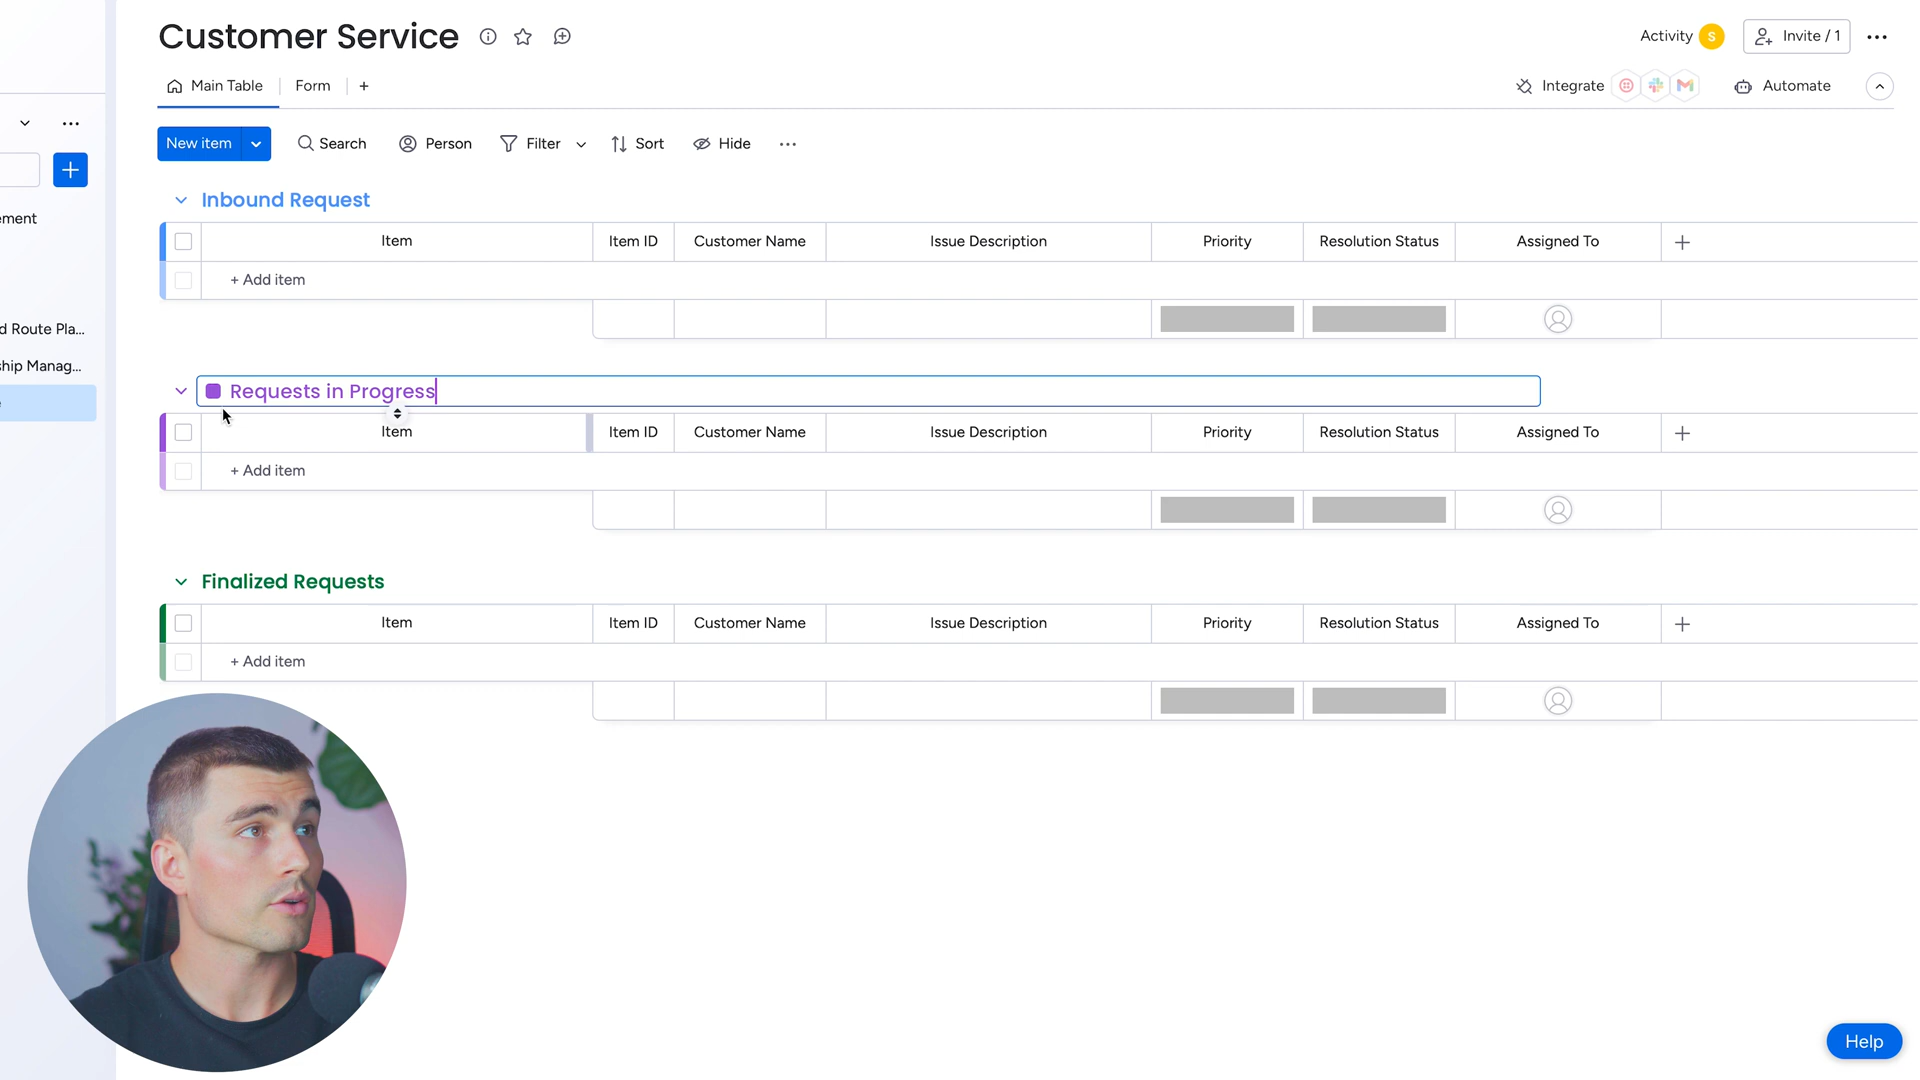 Customer Service
Activity S Invite / 1
Main Table Form +
Integrate Automate
New item Search Person Filter Sort Hide
ement
d Route Pla...
ship Manag...
e
Inbound Request
Item Item ID Customer Name Issue Description Priority Resolution Status Assigned To
+ Add item
Requests in Progress
Item Item ID Customer Name Issue Description Priority Resolution Status Assigned To
+ Add item
Finalized Requests
Item Item ID Customer Name Issue Description Priority Resolution Status Assigned To
+ Add item
Help